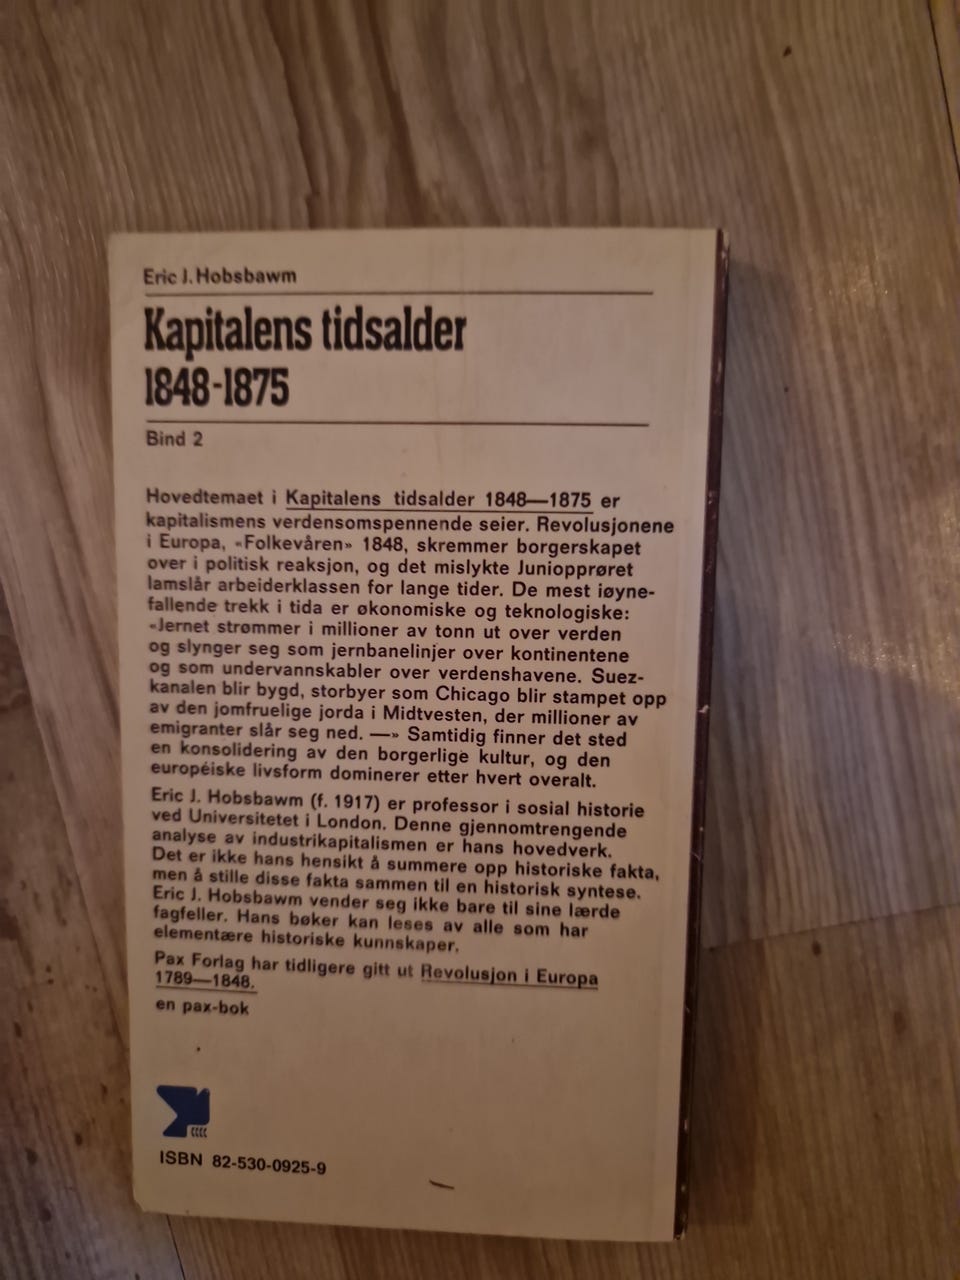 Eric J. Hobsbawm
Kapitalens tidsalder
1848-1875
Bind 2
Hovedtemaet i Kapitalens tidsalder 1848—1875 er
kapitalismens verdensomspennende seier. Revolusjonene
i Europa, «Folkevåren» 1848, skremmer borgerskapet
over i politisk reaksjon, og det mislykte Juniopprøret
lamslår arbeiderklassen for lange tider. De mest iøyne-
fallende trekk i tida er økonomiske og teknologiske:
«Jernet strømmer i millioner av tonn ut over verden
og slynger seg som jernbanelinjer over kontinentene
og som undervannskabler over verdenshavene. Suez-
kanalen blir bygd, storbyer som Chicago blir stampet opp
av den jomfruelige jorda i Midtvesten, der millioner av
emigranter slår seg ned. —» Samtidig finner det sted
en konsolidering av den borgerlige kultur, og den
europeiske livsform dominerer etter hvert overalt.
Eric J. Hobsbawm (f. 1917) er professor i sosial historie
ved Universitetet i London. Denne gjennomtrengende
analyse av industrikapitalismen er hans hovedverk.
Det er ikke hans hensikt å summere opp historiske fakta,
men å stille disse fakta sammen til en historisk syntese.
Eric J. Hobsbawm vender seg ikke bare til sine lærde
fagfeller. Hans bøker kan leses av alle som har
elementære historiske kunnskaper.
Pax Forlag har tidligere gitt ut Revolusjon i Europa
1789—1848.
en pax-bok
ISBN 82-530-0925-9